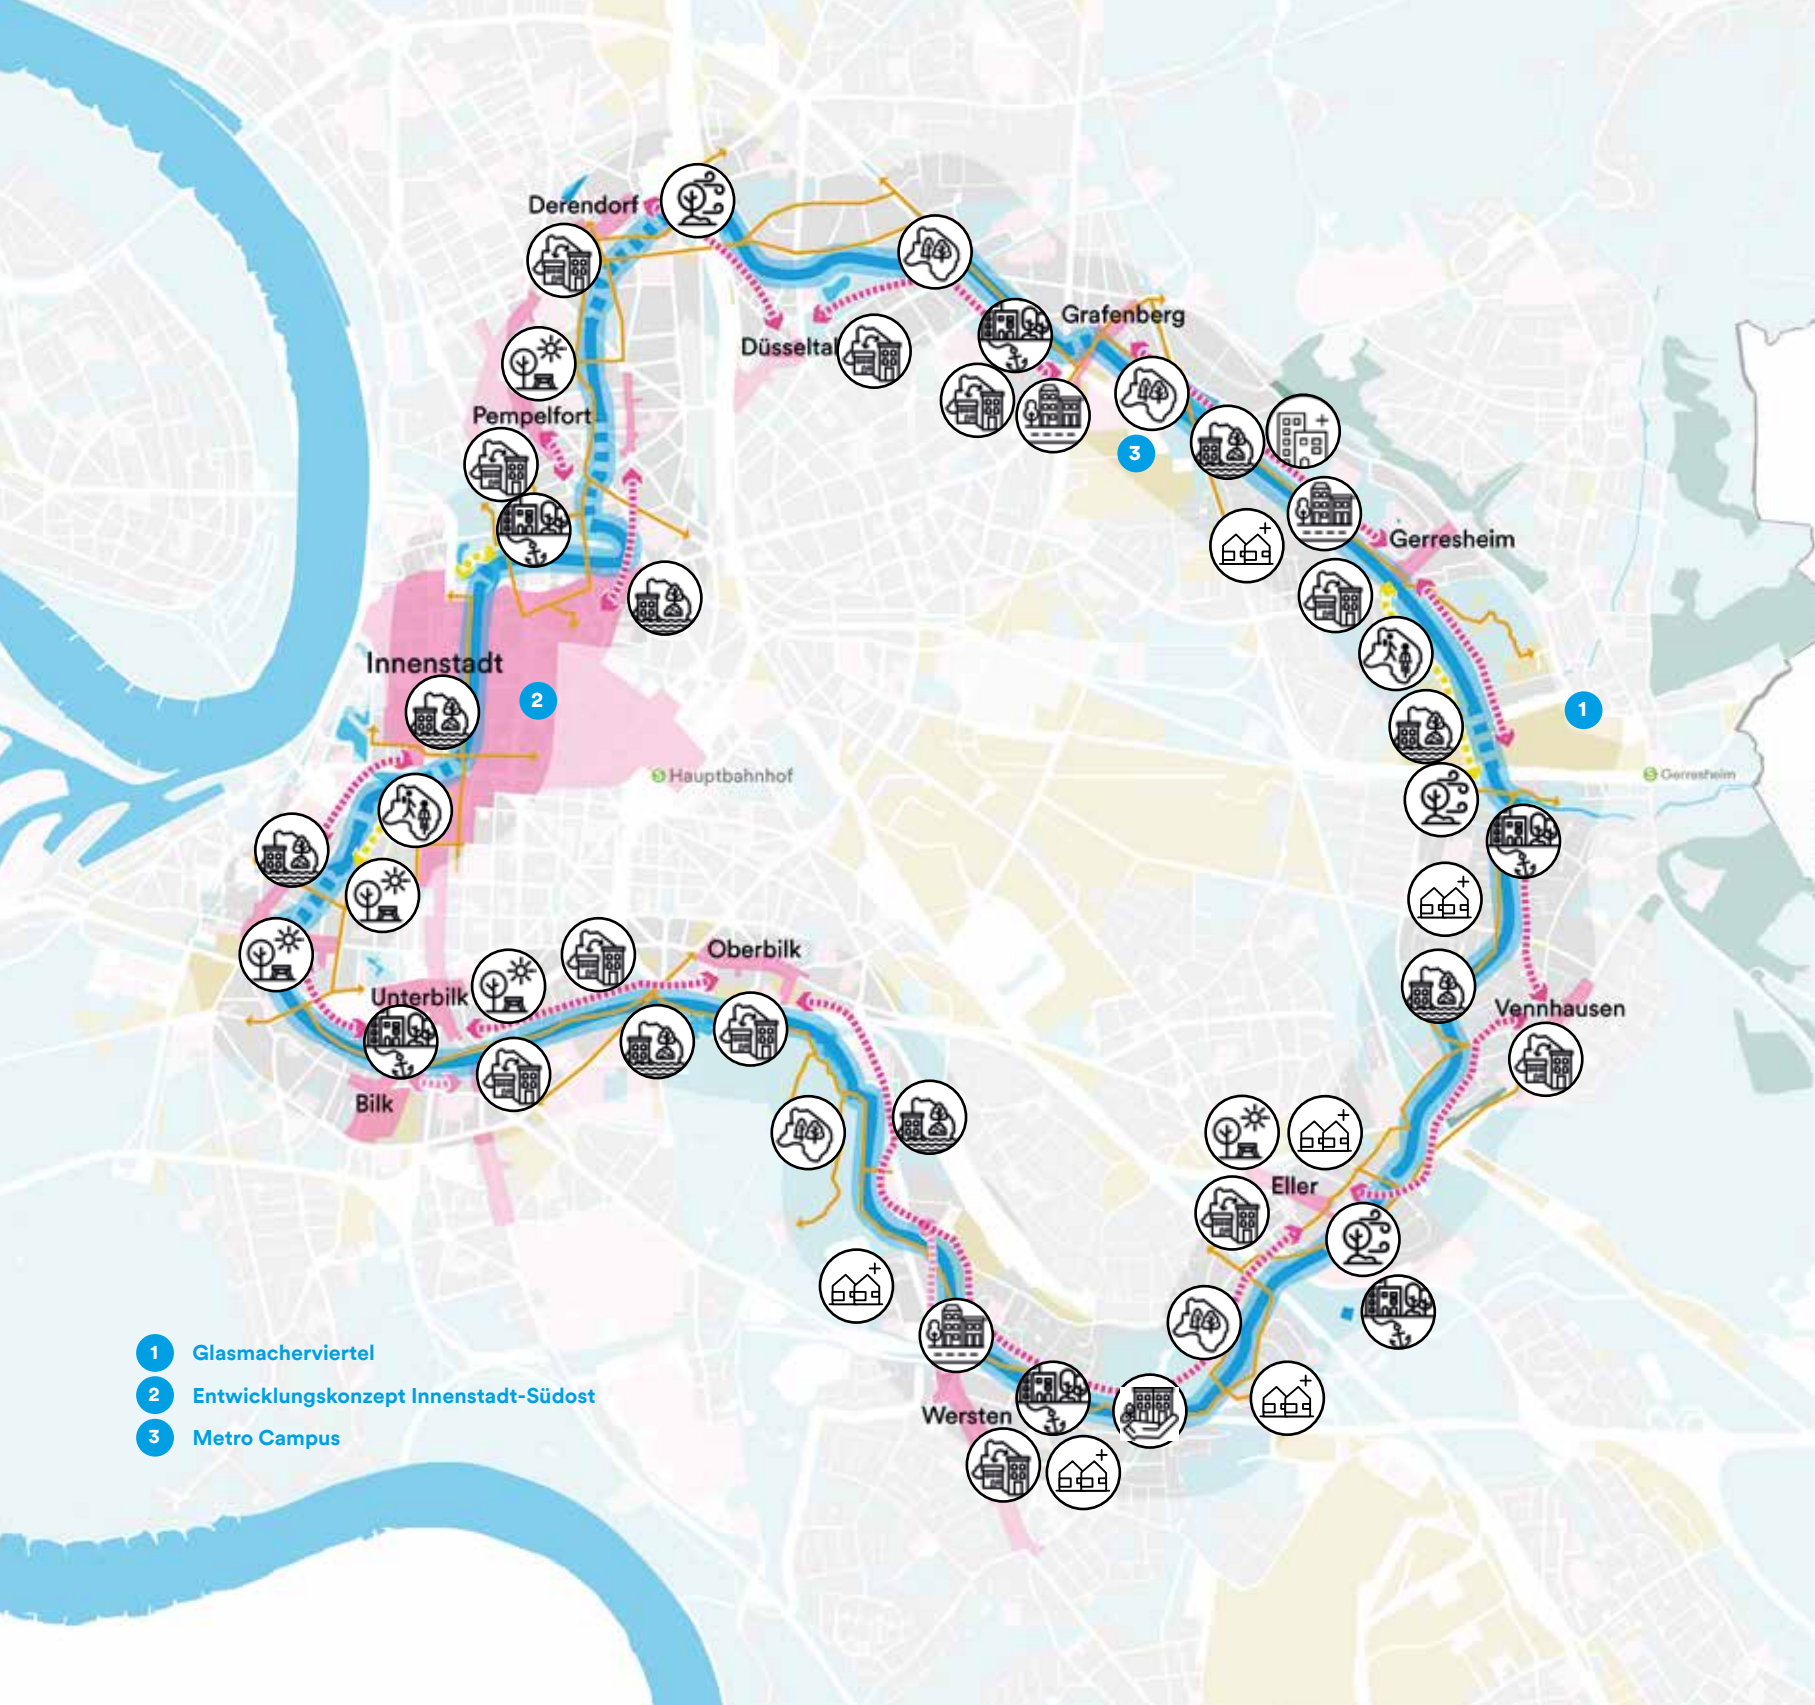 Derendorf
Grafenberg
Düsseltal
Pempelfort
Gerresheim
Innenstadt
Hauptbahnhof
Gerresheim
Oberbilk
Unterbilk
Vennhausen
Bilk
Eller
Wersten
3
2
1
1 Glasmacherviertel
2 Entwicklungskonzept Innenstadt-Südost
3 Metro Campus